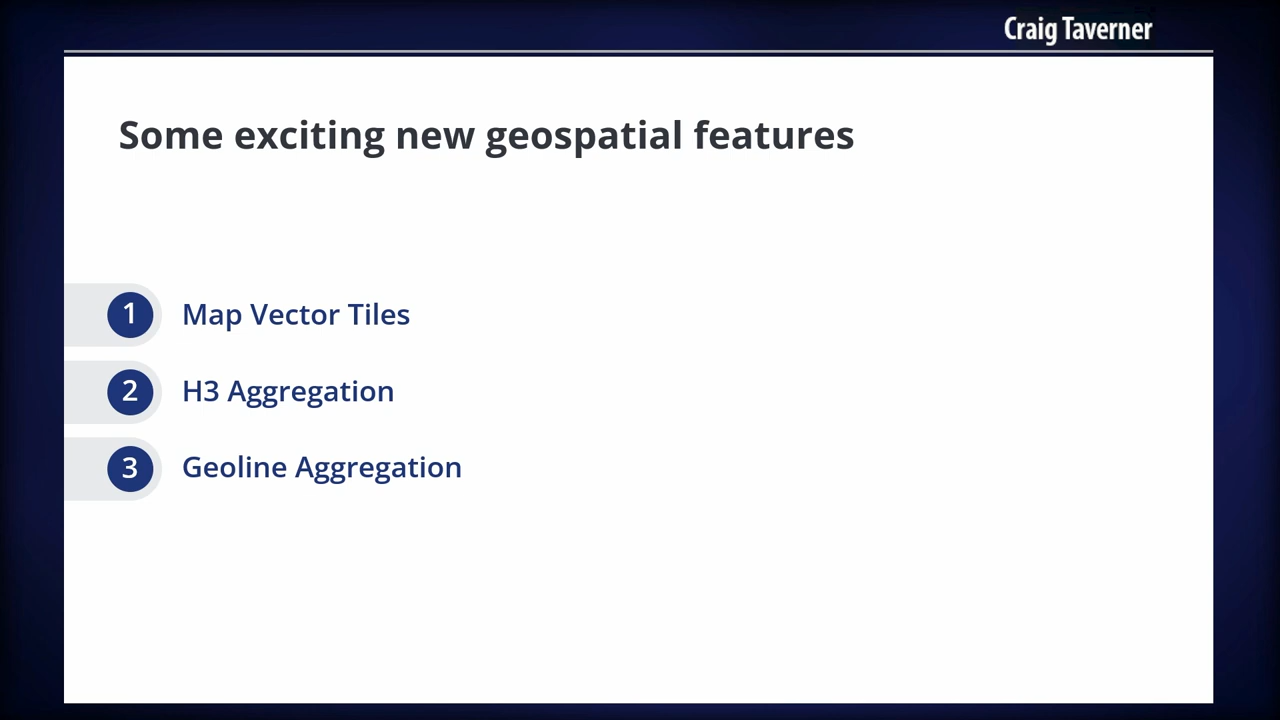 Craig Taverner
Some exciting new geospatial features
1 Map Vector Tiles
2 H3 Aggregation
3 Geoline Aggregation